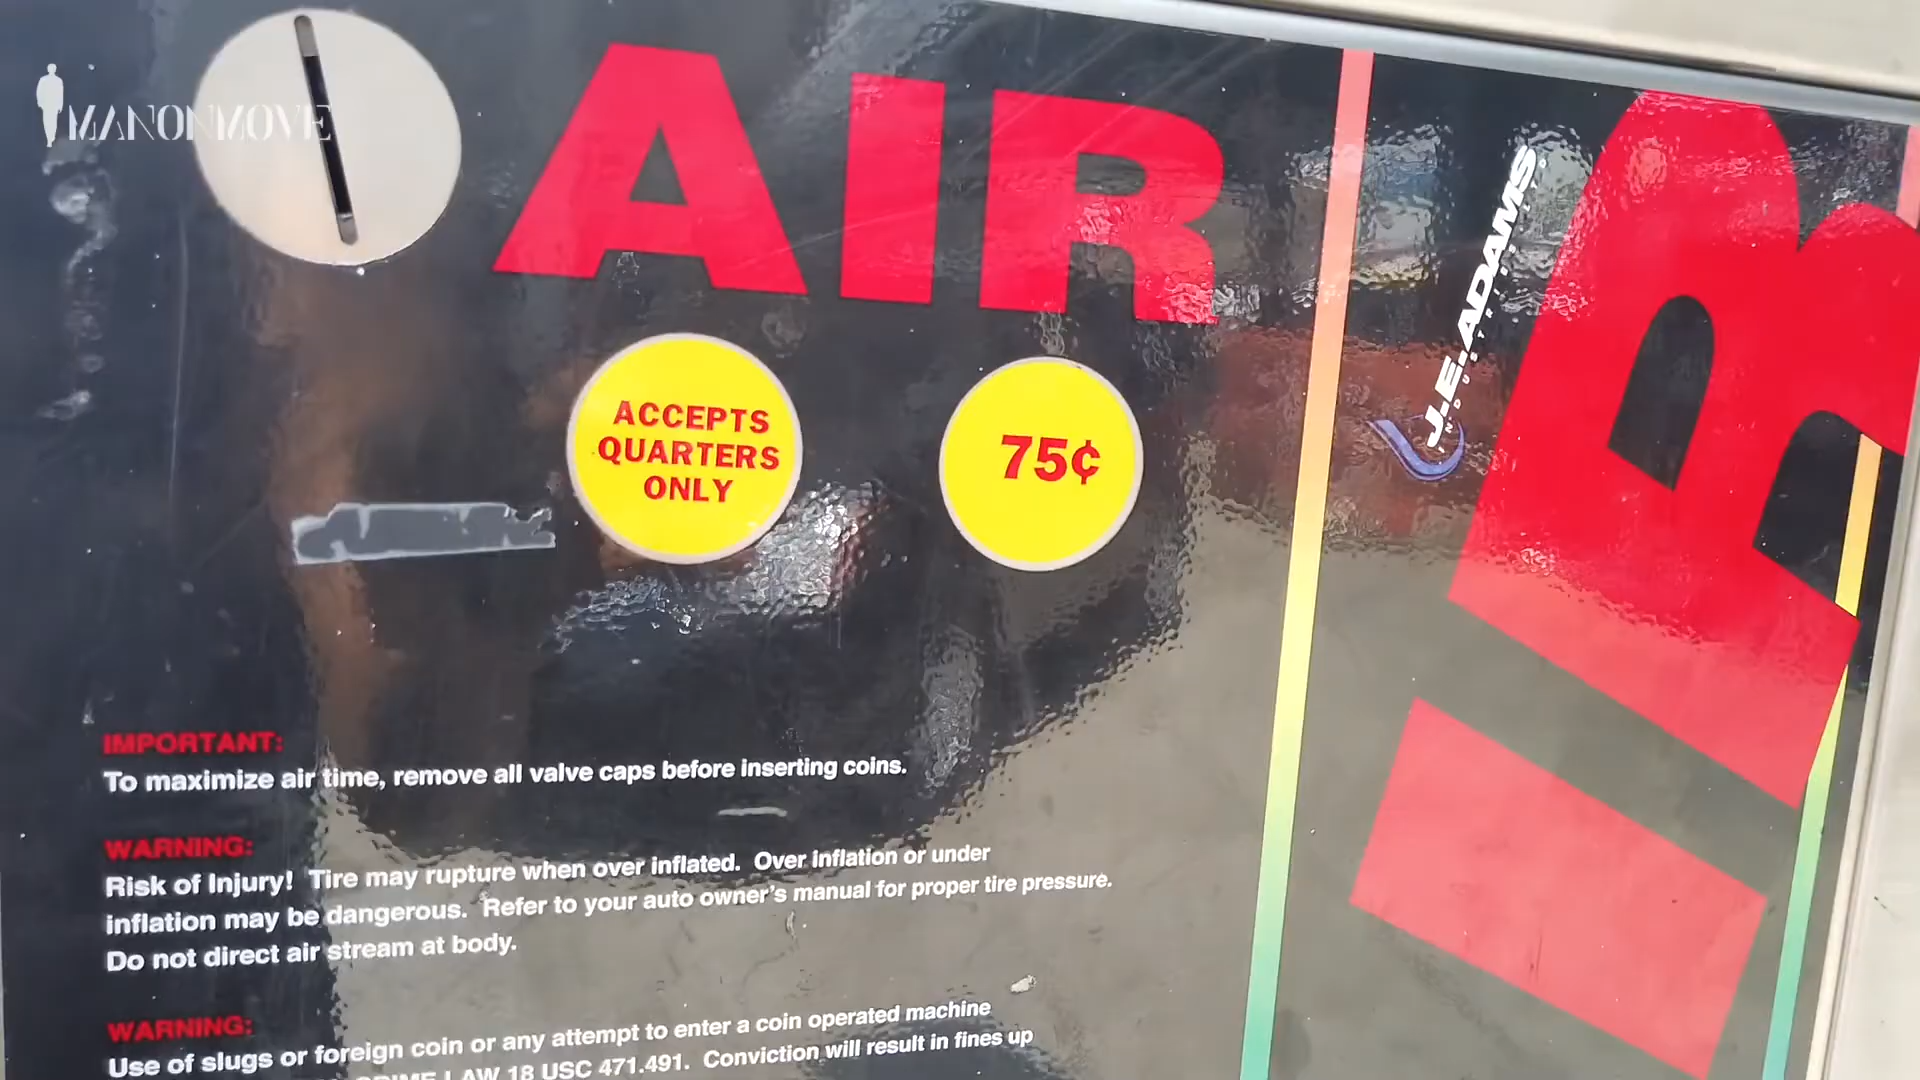 MANONMOVE
AIR
ACCEPTS
QUARTERS
ONLY
75¢
J.E.ADAMS
INDUSTRIES
IMPORTANT:
To maximize air time, remove all valve caps before inserting coins.
WARNING:
Risk of Injury! Tire may rupture when over inflated. Over inflation or under
inflation may be dangerous. Refer to your auto owner's manual for proper tire pressure.
Do not direct air stream at body.
WARNING:
Use of slugs or foreign coin or any attempt to enter a coin operated machine
CRIME LAW 18 USC 471.491. Conviction will result in fines up